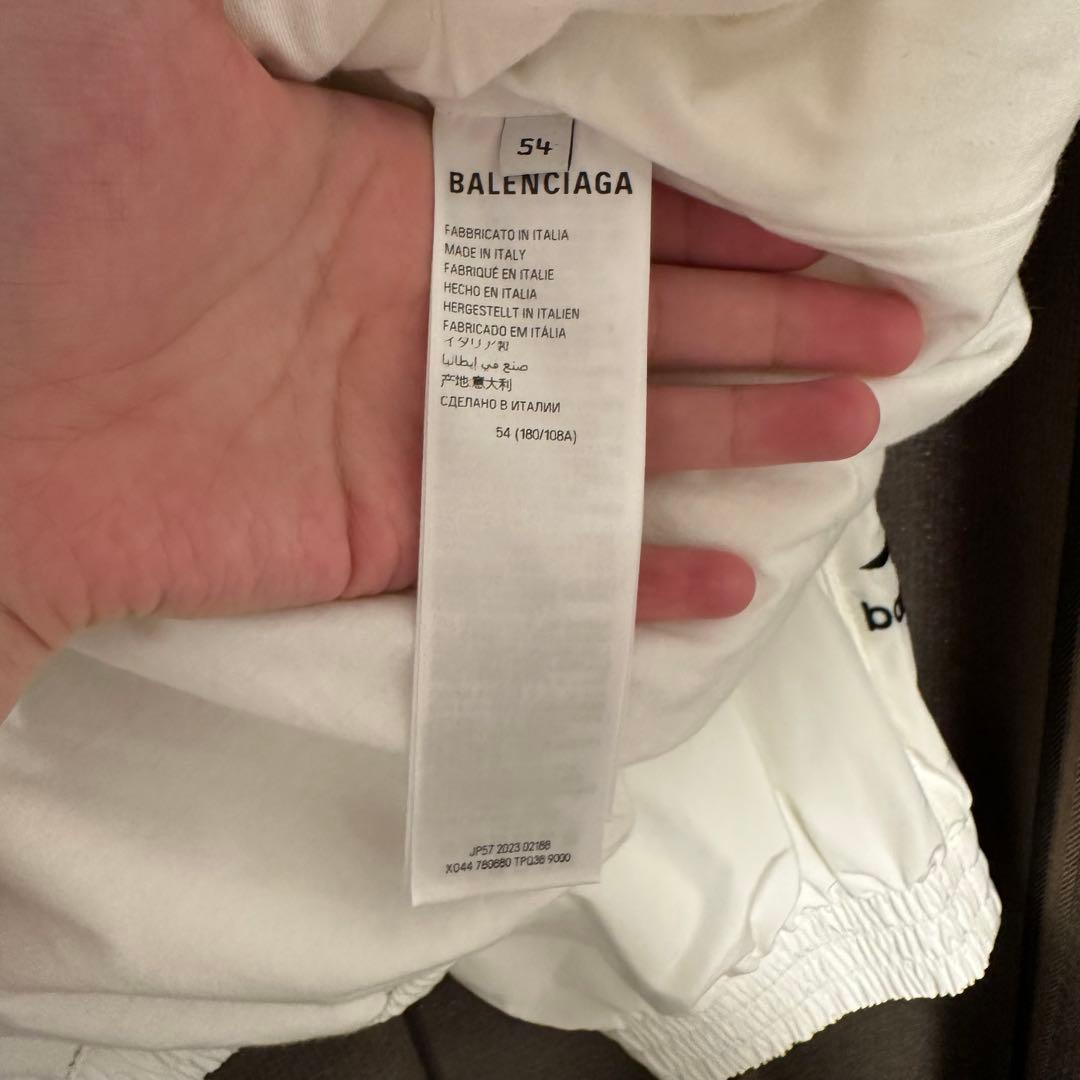 54
BALENCIAGA
FABBRICATO IN ITALIA
MADE IN ITALY
FABRIQUÉ EN ITALIE
HECHO EN ITALIA
HERGESTELLT IN ITALIEN
FABRICADO EM ITÁLIA
イタリア製
صنع في إيطاليا
产地:意大利
СДЕЛАНО В ИТАЛИИ
54 (180/108A)
JP57 2023 02188
X044 780880 TPQ38 9000